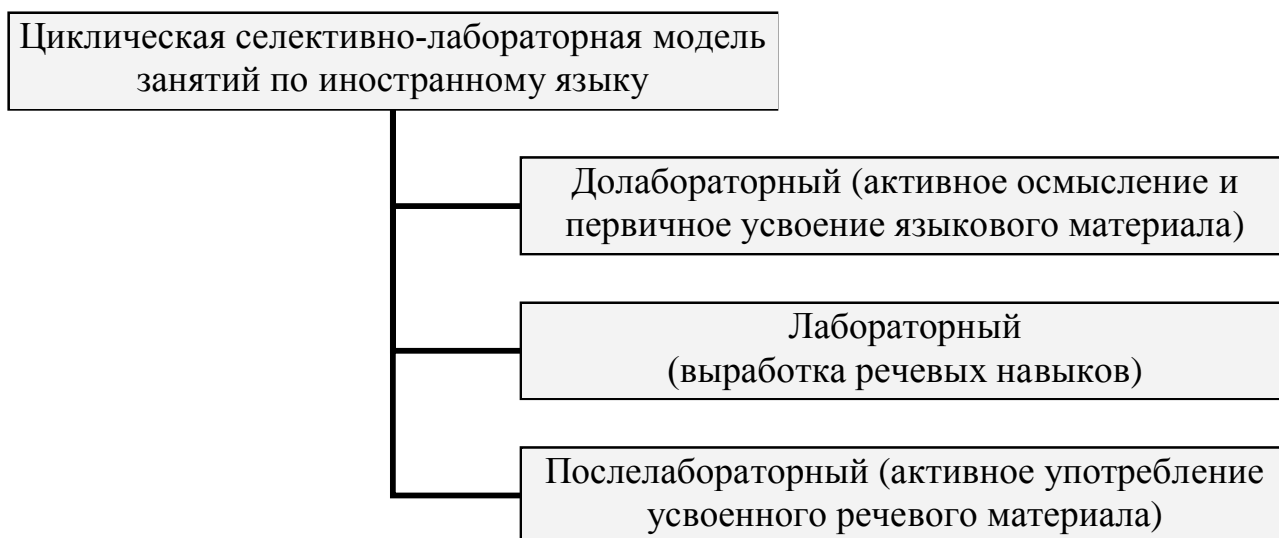 Циклическая селективно-лабораторная модель
занятий по иностранному языку
Долабораторный (активное осмысление и
первичное усвоение языкового материала)
Лабораторный
(выработка речевых навыков)
Послелабораторный (активное употребление
усвоенного речевого материала)